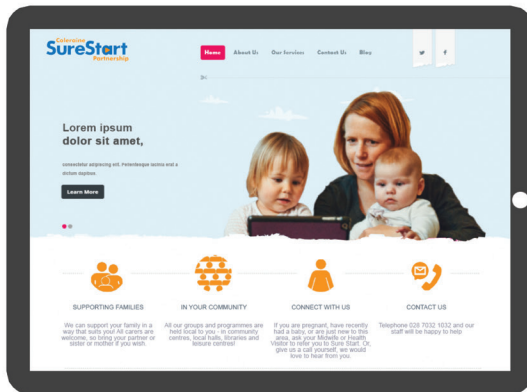 Coleraine
SureStart
Partnership
Home About Us Our Services Contact Us Blog
Lorem ipsum
dolor sit amet,
consectetur adipiscing elit. Pellentesque lacinia erat a
dictum dapibus.
Learn More
SUPPORTING FAMILIES
We can support your family in a
way that suits you! All carers are
welcome, so bring your partner or
sister or mother if you wish.
IN YOUR COMMUNITY
All our groups and programmes are
held local to you - in community
centres, local halls, libraries and
leisure centres!
CONNECT WITH US
If you are pregnant, have recently
had a baby, or are just new to this
area, ask your Midwife or Health
Visitor to refer you to Sure Start. Or,
give us a call yourself, we would
love to hear from you.
CONTACT US
Telephone 028 7032 1032 and our
staff will be happy to help